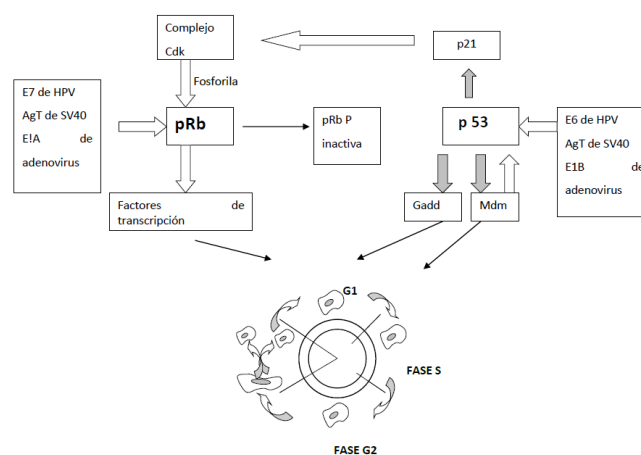 Complejo
Cdk
p21
Fosforila
E7 de HPV
AgT de SV40
E!A de
adenovirus
pRb
pRb P
inactiva
p 53
E6 de HPV
AgT de SV40
E1B de
adenovirus
Factores de
transcripción
Gadd
Mdm
G1
FASE S
FASE G2